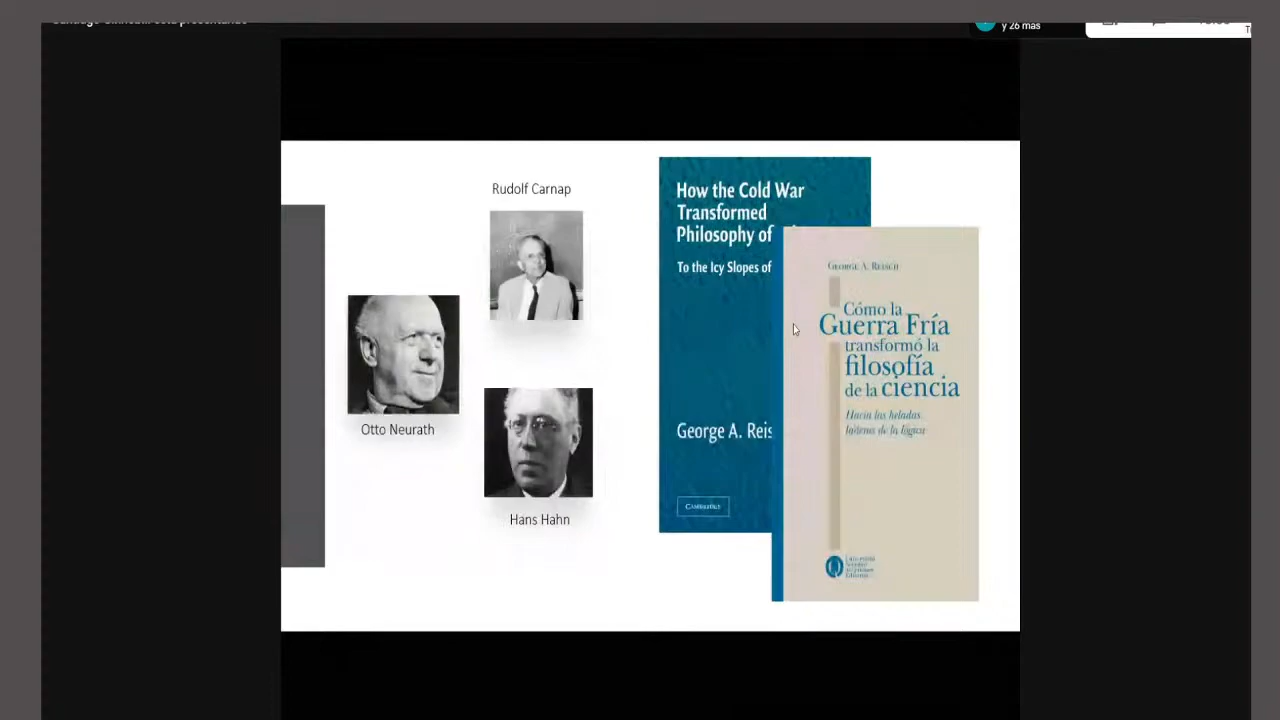 y 26 más
Rudolf Carnap
Otto Neurath
Hans Hahn
How the Cold War
Transformed
Philosophy of
To the Icy Slopes of
George A. Reis
CAMBRIDGE
GEORGE A. REISCH
Cómo la
Guerra Fría
transformó la
filosofía
de la ciencia
Hacia las heladas
laderas de la lógica